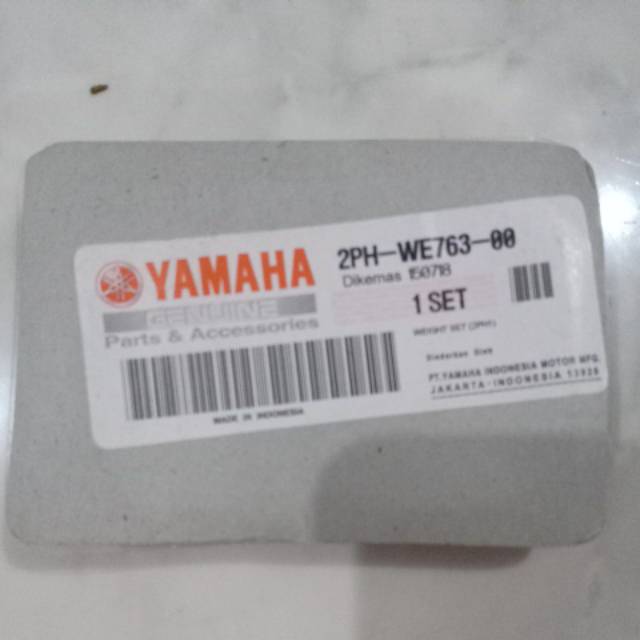 YAMAHA
GENUINE
Parts & Accessories
MADE IN INDONESIA
2PH-WE763-00
Dikemas 150718
1 SET
WEIGHT SET (2PH)
Diedarkan Oleh
PT.YAMAHA INDONESIA MOTOR MFG.
JAKARTA-INDONESIA 13920